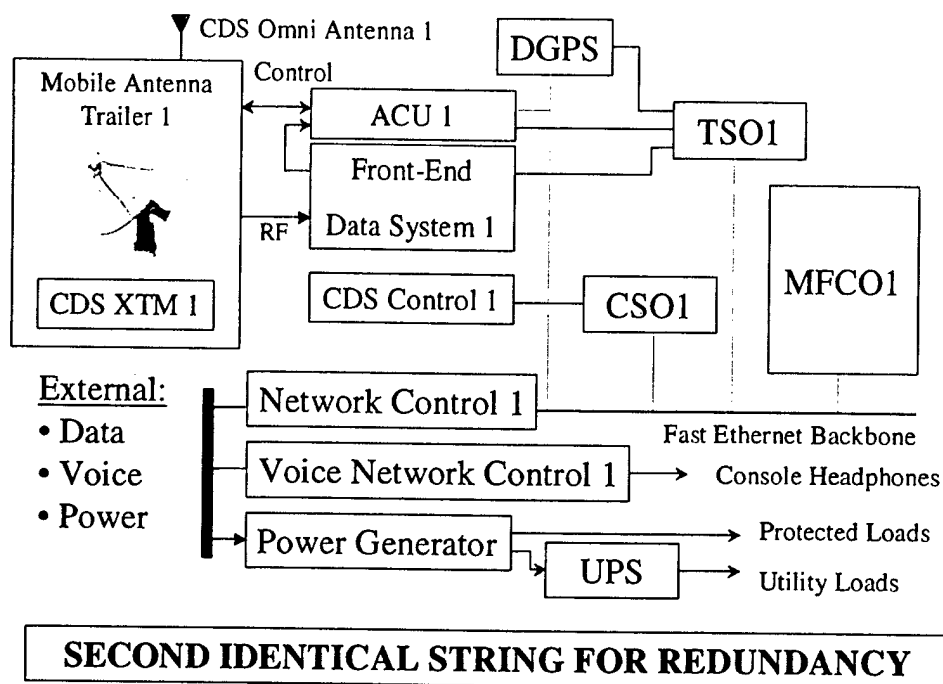 CDS Omni Antenna 1
DGPS
Mobile Antenna
Trailer 1
Control
ACU 1
TSO1
Front-End
Data System 1
RF
MFCO1
CDS XTM 1
CDS Control 1
CSO1
External:
• Data
• Voice
• Power
Network Control 1
Fast Ethernet Backbone
Voice Network Control 1
Console Headphones
Power Generator
Protected Loads
UPS
Utility Loads
SECOND IDENTICAL STRING FOR REDUNDANCY